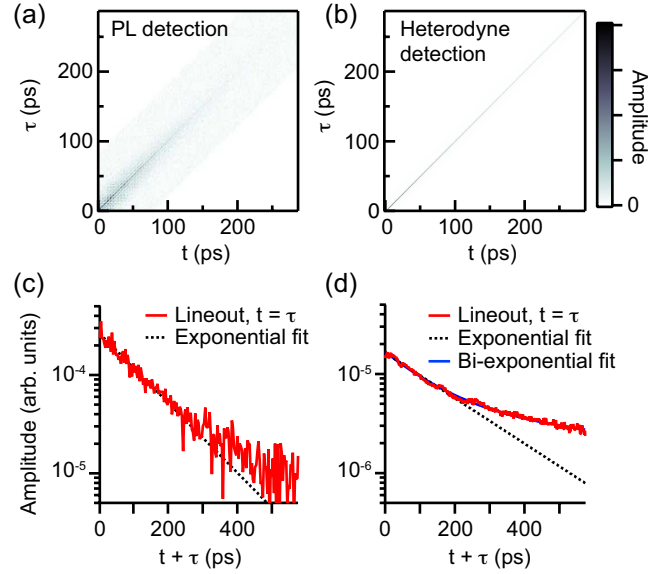 (a)
PL detection
200
100
0
τ (ps)
0
100
200
t (ps)
(b)
Heterodyne
detection
200
100
0
τ (ps)
0
100
200
t (ps)
Amplitude
0
(c)
Lineout, t = τ
Exponential fit
10⁻⁴
10⁻⁵
Amplitude (arb. units)
0
200
400
t + τ (ps)
(d)
Lineout, t = τ
Exponential fit
Bi-exponential fit
10⁻⁵
10⁻⁶
0
200
400
t + τ (ps)